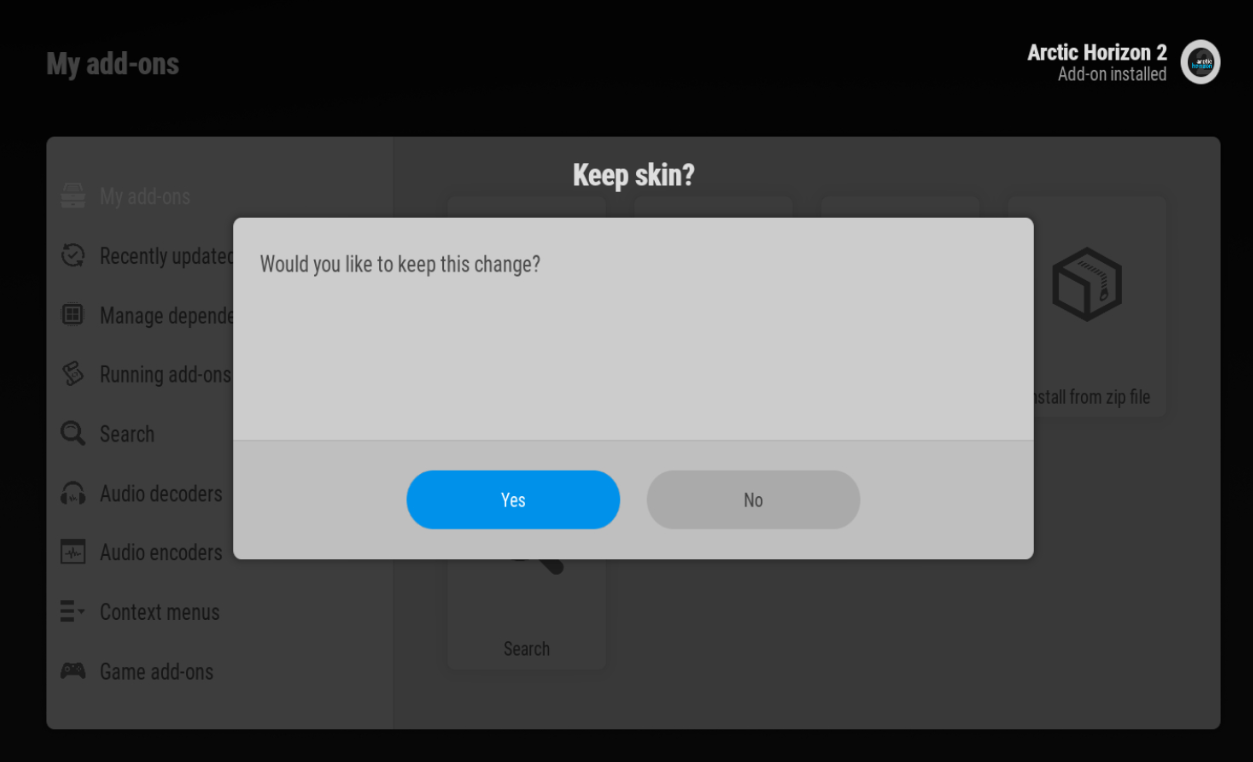 My add-ons
Arctic Horizon 2
Add-on installed
Keep skin?
My add-ons
Recently updated
Manage depende
Running add-ons
Search
Audio decoders
Audio encoders
Context menus
Game add-ons
Would you like to keep this change?
Yes
No
nstall from zip file
Search